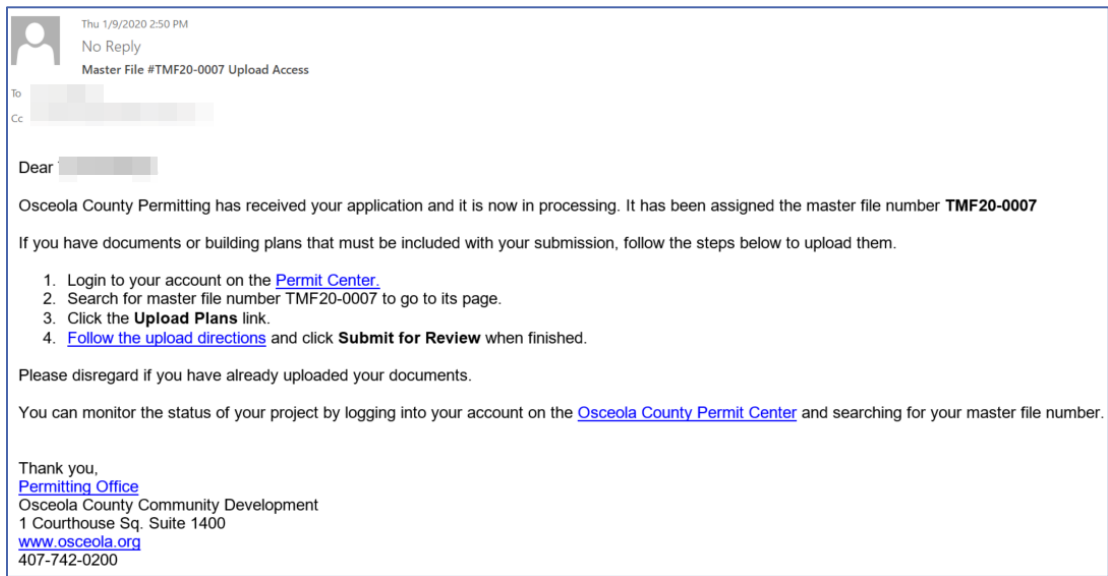 Thu 1/9/2020 2:50 PM
No Reply
Master File #TMF20-0007 Upload Access
To
Cc
Dear
Osceola County Permitting has received your application and it is now in processing. It has been assigned the master file number TMF20-0007
If you have documents or building plans that must be included with your submission, follow the steps below to upload them.
1. Login to your account on the Permit Center.
2. Search for master file number TMF20-0007 to go to its page.
3. Click the Upload Plans link.
4. Follow the upload directions and click Submit for Review when finished.
Please disregard if you have already uploaded your documents.
You can monitor the status of your project by logging into your account on the Osceola County Permit Center and searching for your master file number.
Thank you,
Permitting Office
Osceola County Community Development
1 Courthouse Sq. Suite 1400
www.osceola.org
407-742-0200